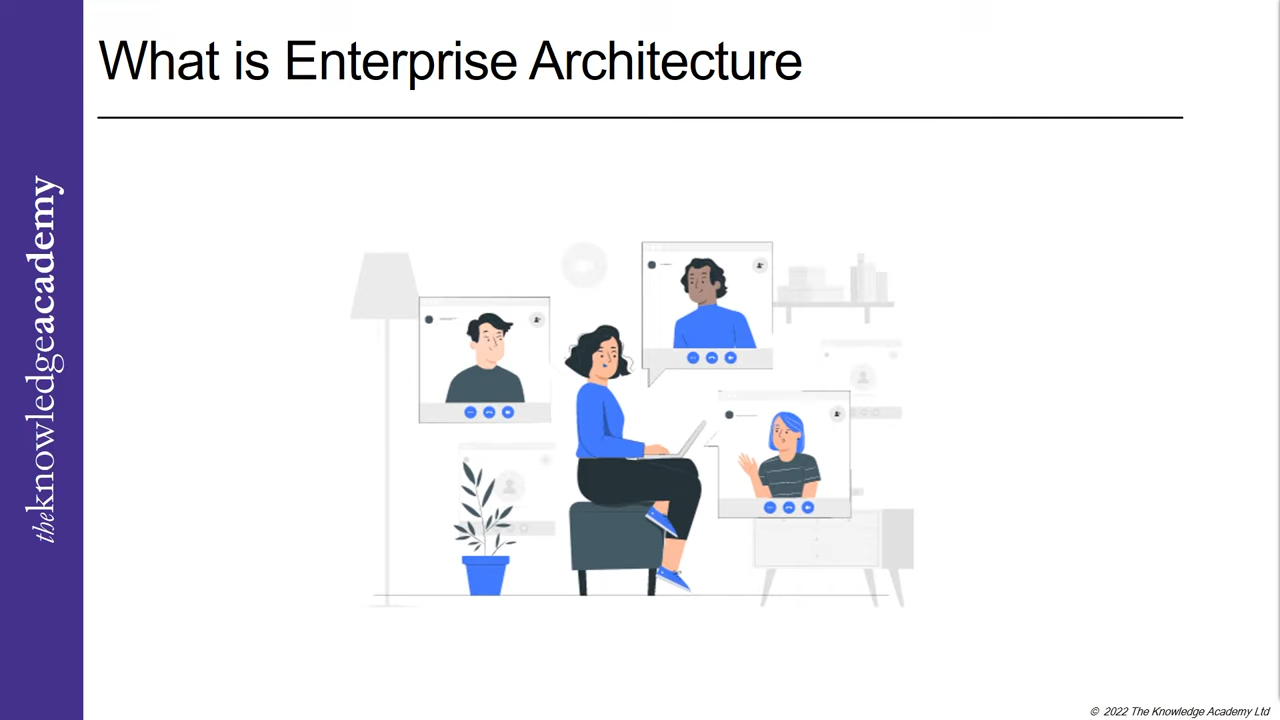 What is Enterprise Architecture
theknowledgeacademy
© 2022 The Knowledge Academy Ltd